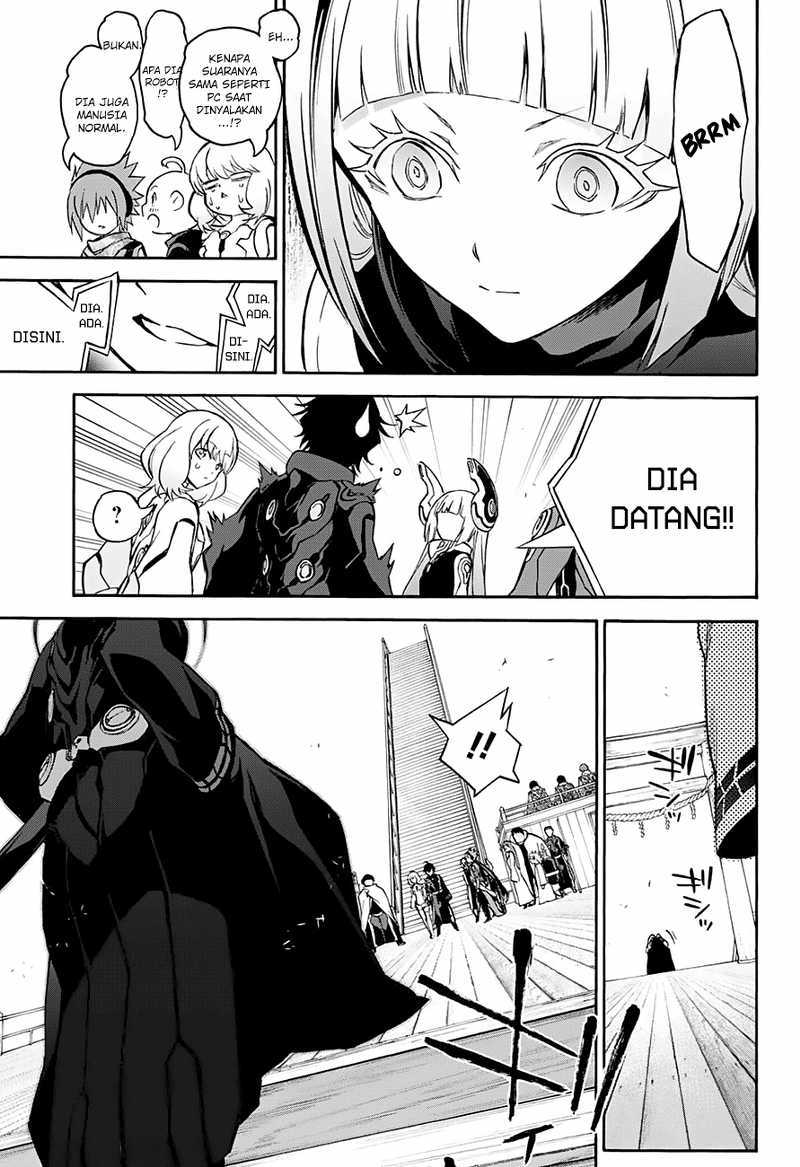 BRRM
EH...
KENAPA
SUARANYA
SAMA SEPERTI
PC SAAT
DINYALAKAN
...!?
APA DIA
ROBOT
!?
BUKAN.
DIA JUGA
MANUSIA
NORMAL.
DIA.
ADA.
DI-
SINI.
DIA.
ADA.
DISINI.
DIA
DATANG!!
?
!!